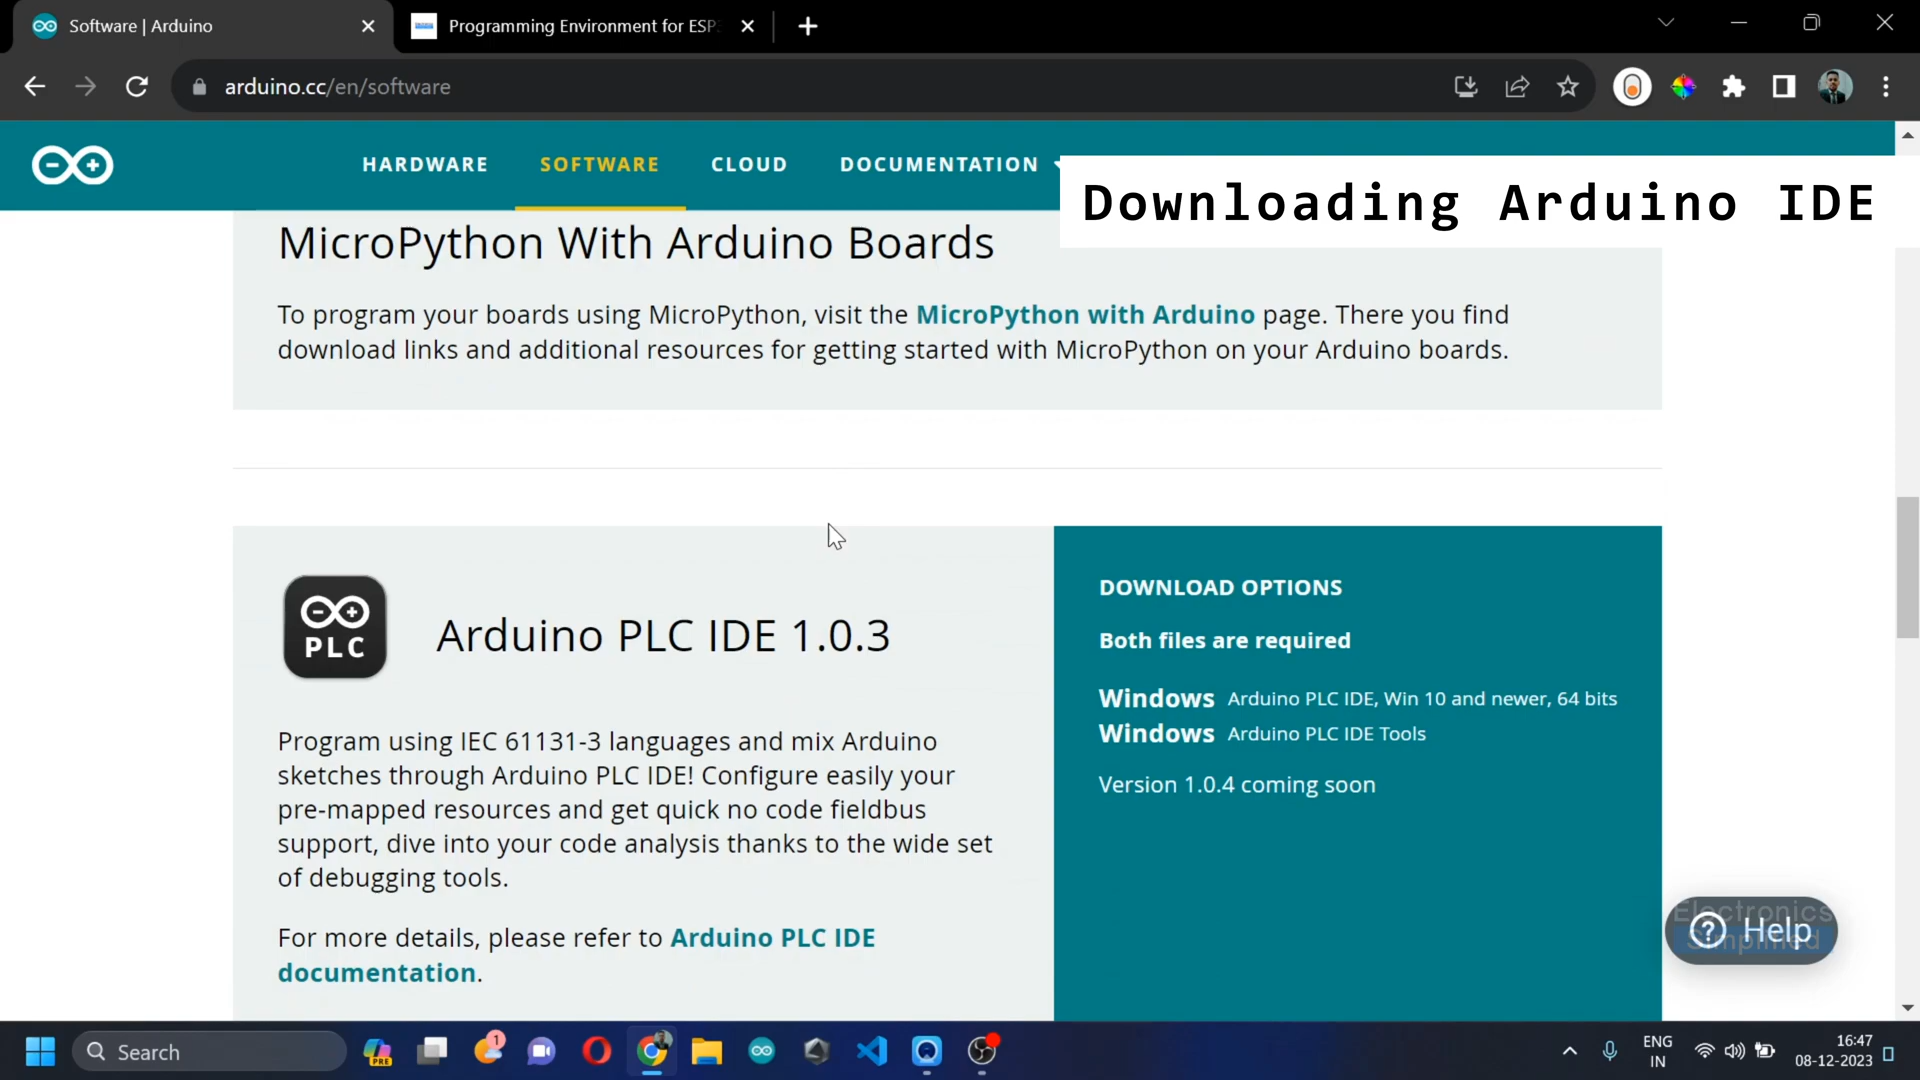 Software | Arduino
Programming Environment for ESP
arduino.cc/en/software
HARDWARE
SOFTWARE
CLOUD
DOCUMENTATION
Downloading Arduino IDE
MicroPython With Arduino Boards
To program your boards using MicroPython, visit the MicroPython with Arduino page. There you find
download links and additional resources for getting started with MicroPython on your Arduino boards.
PLC
Arduino PLC IDE 1.0.3
Program using IEC 61131-3 languages and mix Arduino
sketches through Arduino PLC IDE! Configure easily your
pre-mapped resources and get quick no code fieldbus
support, dive into your code analysis thanks to the wide set
of debugging tools.
For more details, please refer to Arduino PLC IDE
documentation.
DOWNLOAD OPTIONS
Both files are required
Windows Arduino PLC IDE, Win 10 and newer, 64 bits
Windows Arduino PLC IDE Tools
Version 1.0.4 coming soon
Electronics
Simplified
Help
Search
PRE
1
ENG
IN
16:47
08-12-2023